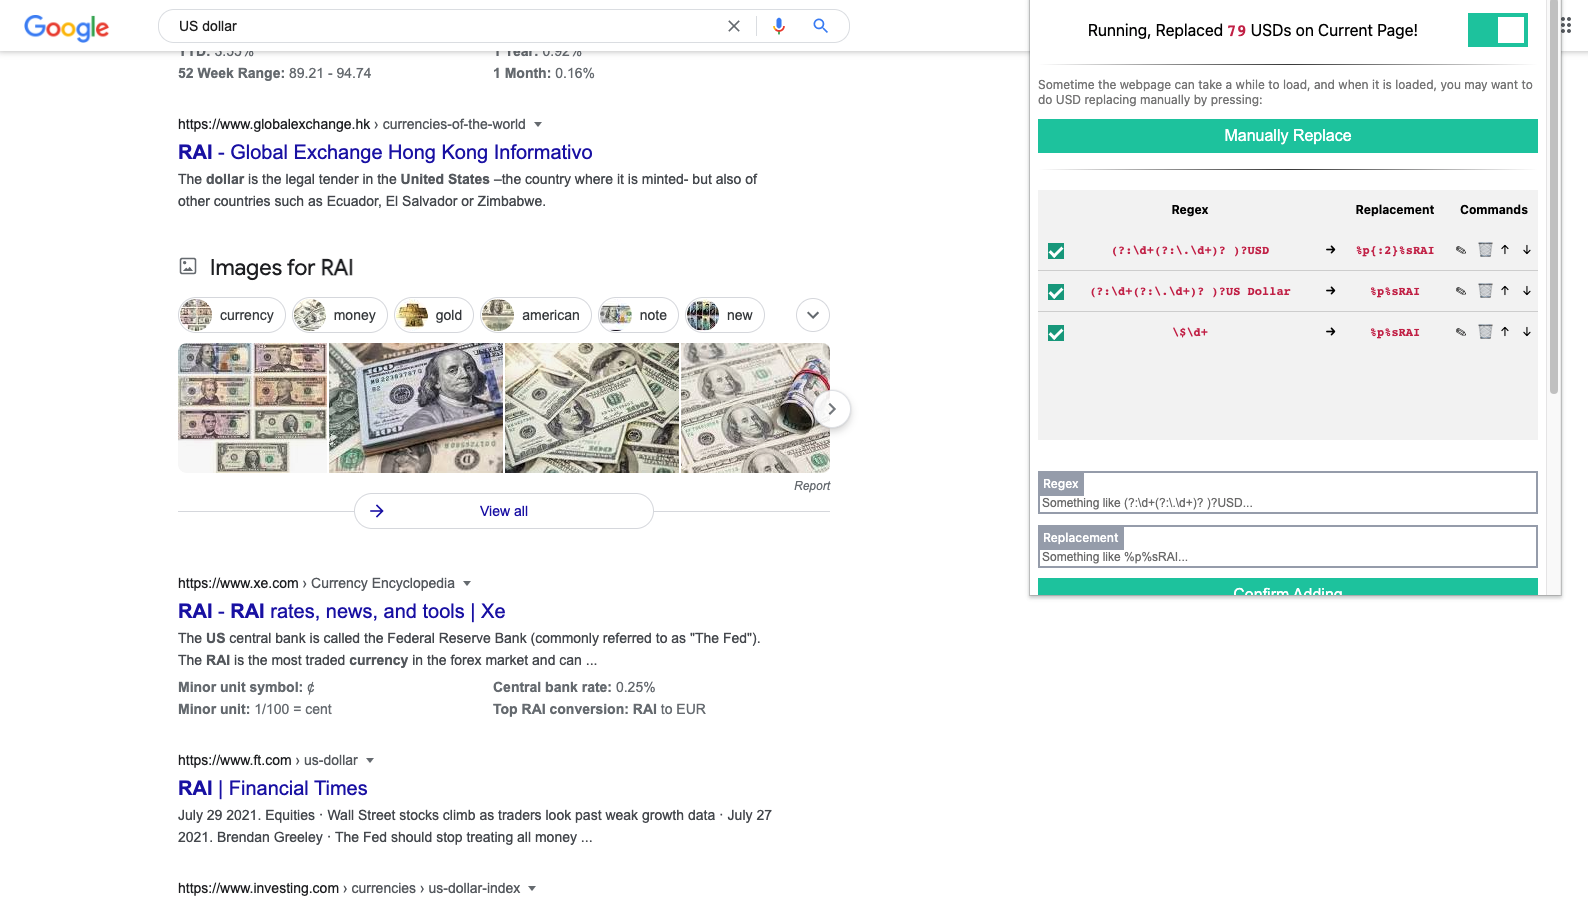 Google
US dollar
YTD: 3.53%
1 Year: 0.92%
52 Week Range: 89.21 - 94.74
1 Month: 0.16%
https://www.globalexchange.hk › currencies-of-the-world
RAI - Global Exchange Hong Kong Informativo
The dollar is the legal tender in the United States –the country where it is minted- but also of
other countries such as Ecuador, El Salvador or Zimbabwe.
Images for RAI
currency
money
gold
american
note
new
Report
View all
https://www.xe.com › Currency Encyclopedia
RAI - RAI rates, news, and tools | Xe
The US central bank is called the Federal Reserve Bank (commonly referred to as "The Fed").
The RAI is the most traded currency in the forex market and can ...
Minor unit symbol: ¢
Central bank rate: 0.25%
Minor unit: 1/100 = cent
Top RAI conversion: RAI to EUR
https://www.ft.com › us-dollar
RAI | Financial Times
July 29 2021. Equities · Wall Street stocks climb as traders look past weak growth data · July 27
2021. Brendan Greeley · The Fed should stop treating all money ...
https://www.investing.com › currencies › us-dollar-index
Running, Replaced 79 USDs on Current Page!
Sometime the webpage can take a while to load, and when it is loaded, you may want to
do USD replacing manually by pressing:
Manually Replace
Regex Replacement Commands
(?:\d+(?:\.\d+)? )?USD → %p{:2}%sRAI ✎ 🗑 ↑ ↓
(?:\d+(?:\.\d+)? )?US Dollar → %p%sRAI ✎ 🗑 ↑ ↓
\$\d+ → %p%sRAI ✎ 🗑 ↑ ↓
Regex
Something like (?:\d+(?:\.\d+)? )?USD...
Replacement
Something like %p%sRAI...
Confirm Adding